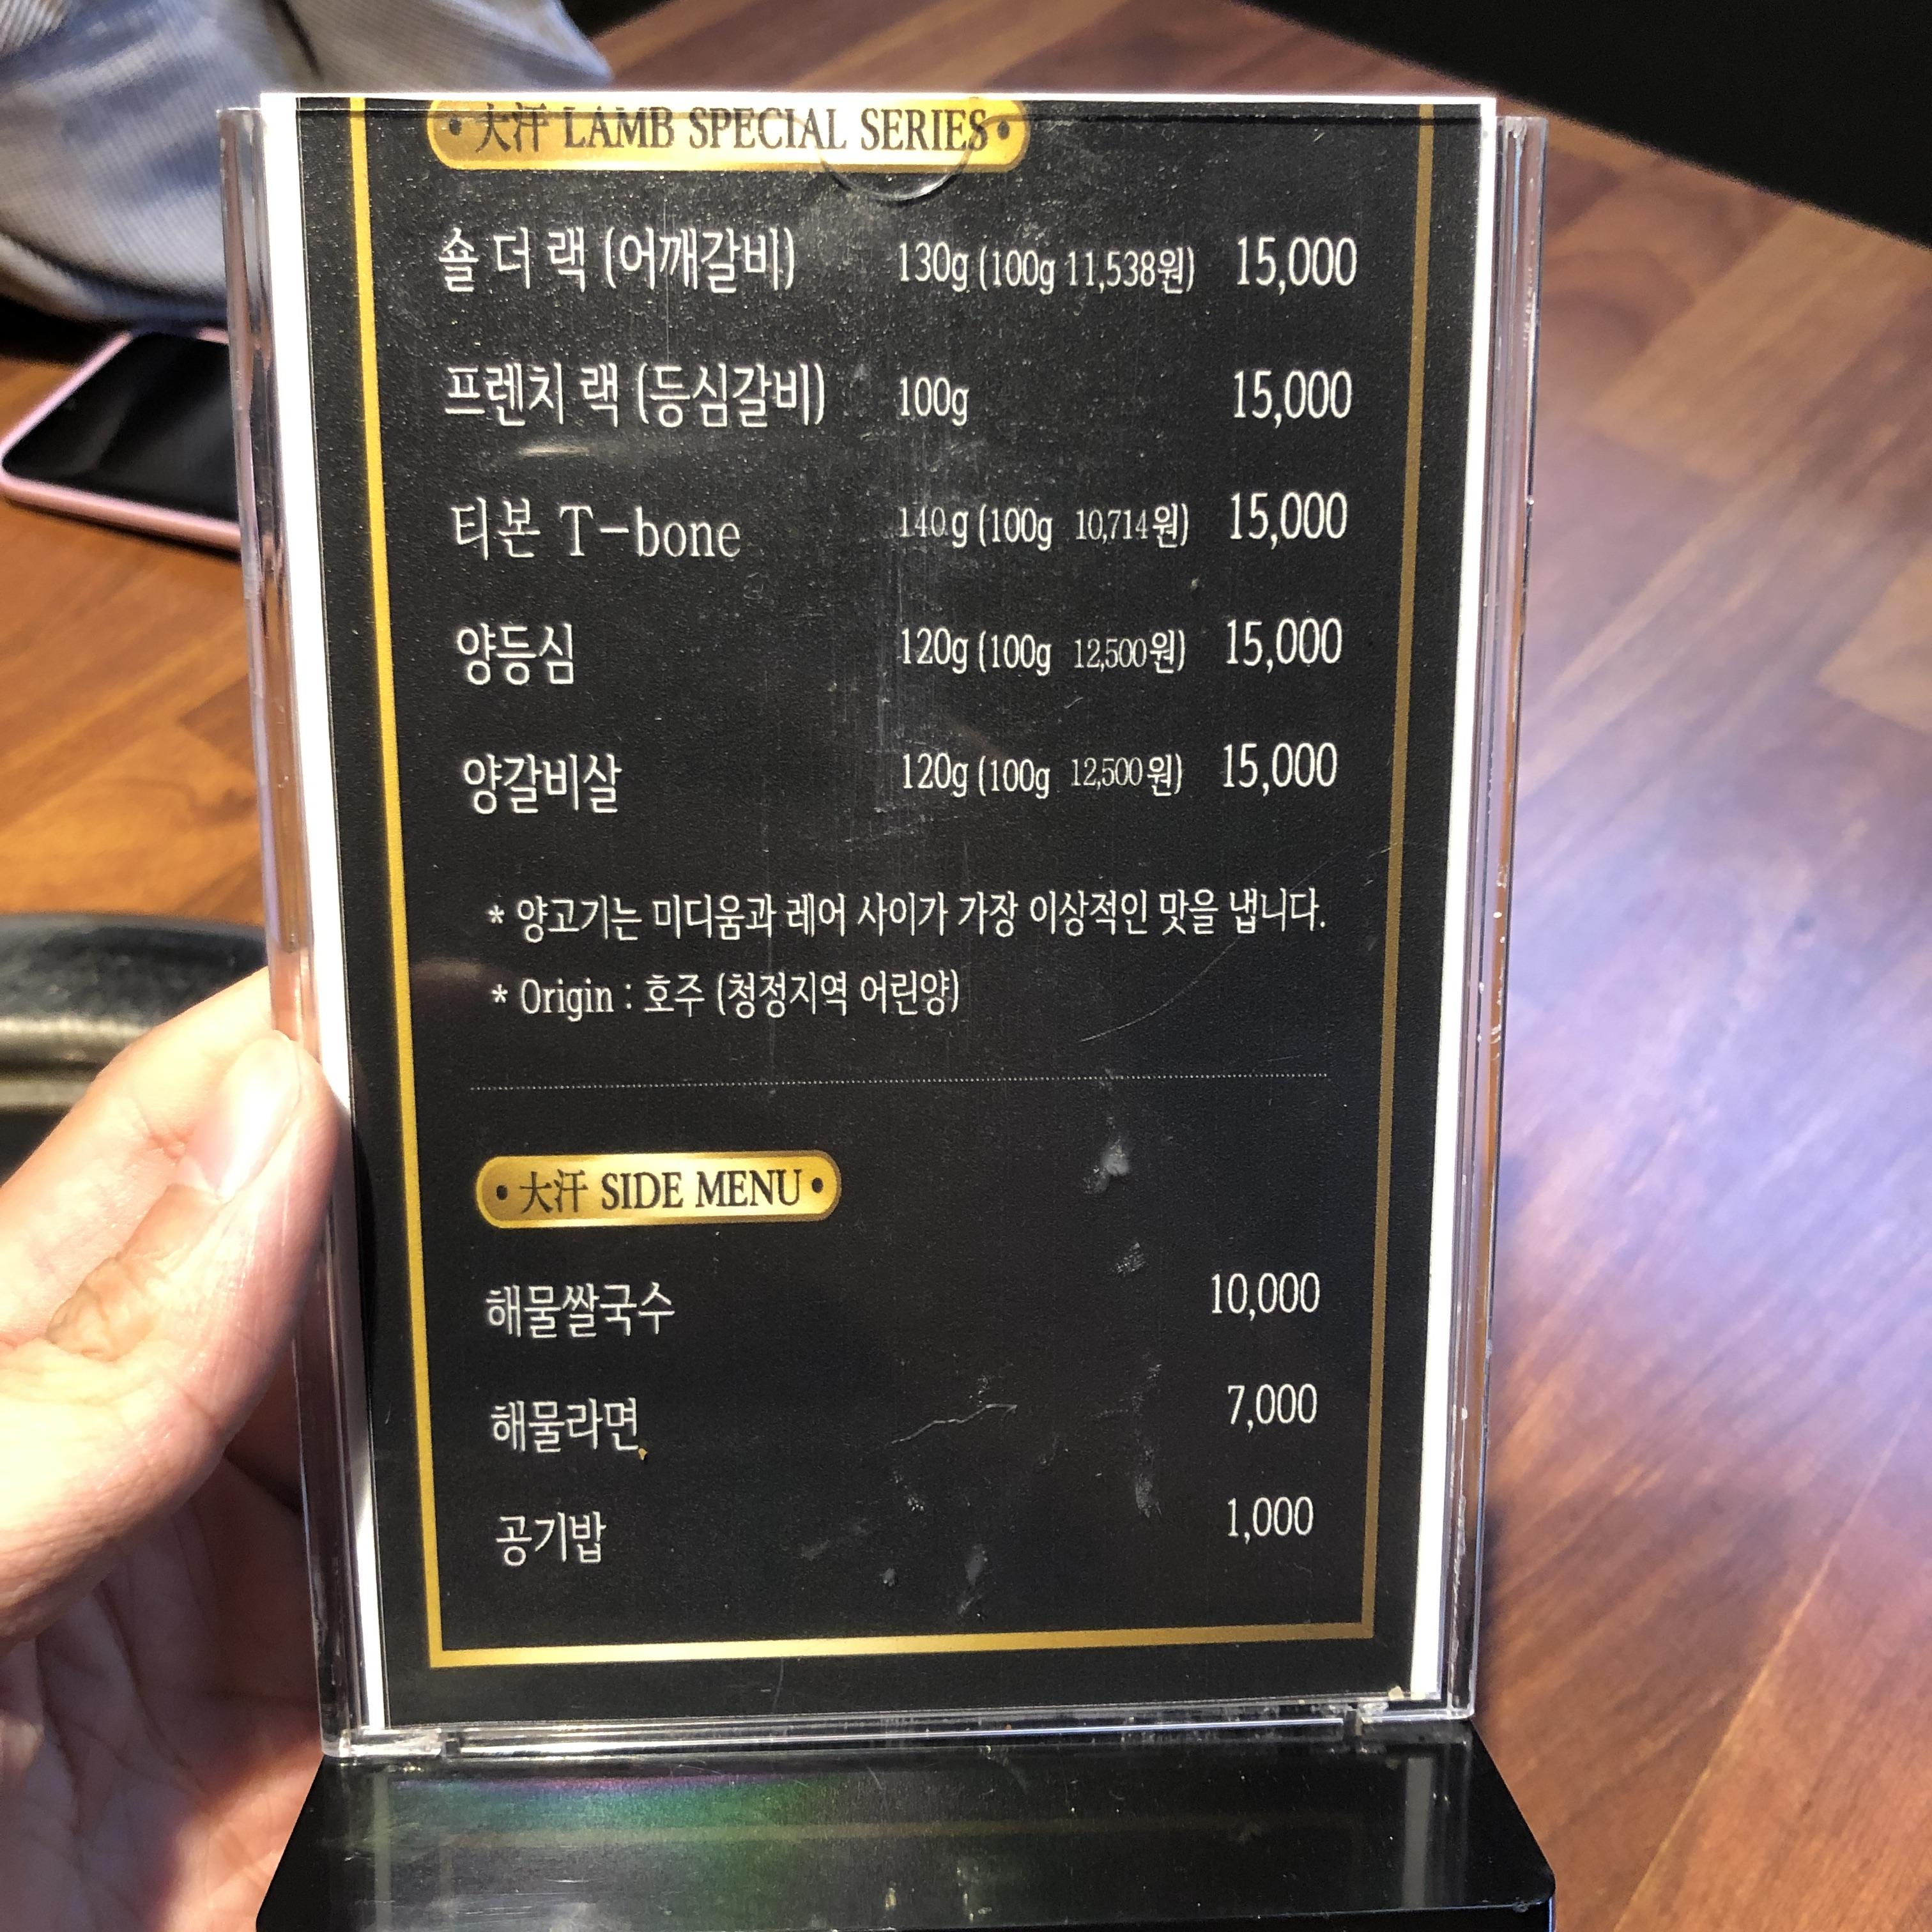 • 大汗 LAMB SPECIAL SERIES •
숄 더 랙 (어깨갈비) 130g (100g 11,538원) 15,000
프렌치 랙 (등심갈비) 100g 15,000
티본 T-bone 140g (100g 10,714원) 15,000
양등심 120g (100g 12,500원) 15,000
양갈비살 120g (100g 12,500원) 15,000
* 양고기는 미디움과 레어 사이가 가장 이상적인 맛을 냅니다.
* Origin : 호주 (청정지역 어린양)
• 大汗 SIDE MENU •
해물쌀국수 10,000
해물라면 7,000
공기밥 1,000